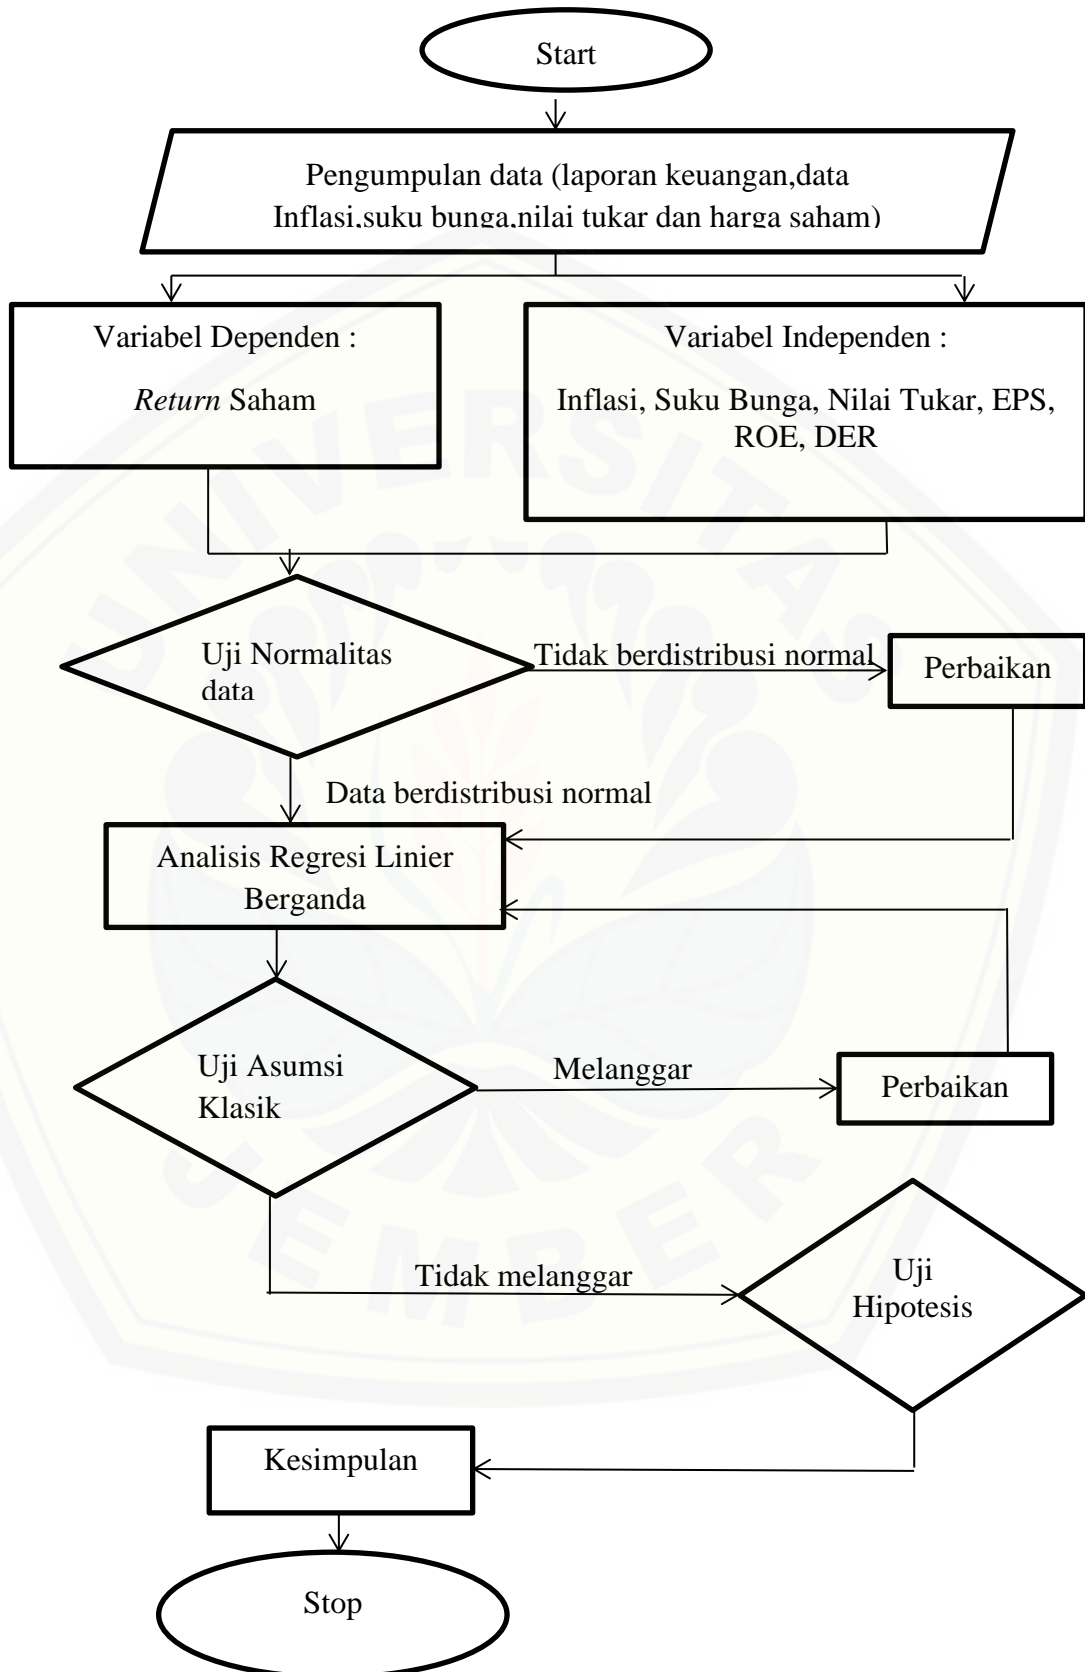 Start
Pengumpulan data (laporan keuangan,data
Inflasi,suku bunga,nilai tukar dan harga saham)
Variabel Dependen :
Return Saham
Variabel Independen :
Inflasi, Suku Bunga, Nilai Tukar, EPS,
ROE, DER
Uji Normalitas
data
Tidak berdistribusi normal
Perbaikan
Data berdistribusi normal
Analisis Regresi Linier
Berganda
Uji Asumsi
Klasik
Melanggar
Perbaikan
Tidak melanggar
Uji
Hipotesis
Kesimpulan
Stop
UNIVERSITAS
JEMBER